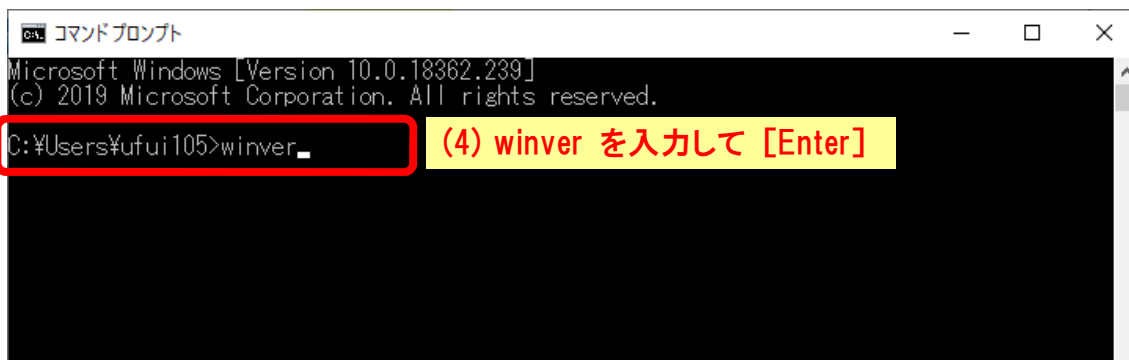 コマンドプロンプト
Microsoft Windows [Version 10.0.18362.239]
(c) 2019 Microsoft Corporation. All rights reserved.
C:¥Users¥ufui105>winver
(4) winver を入力して [Enter]